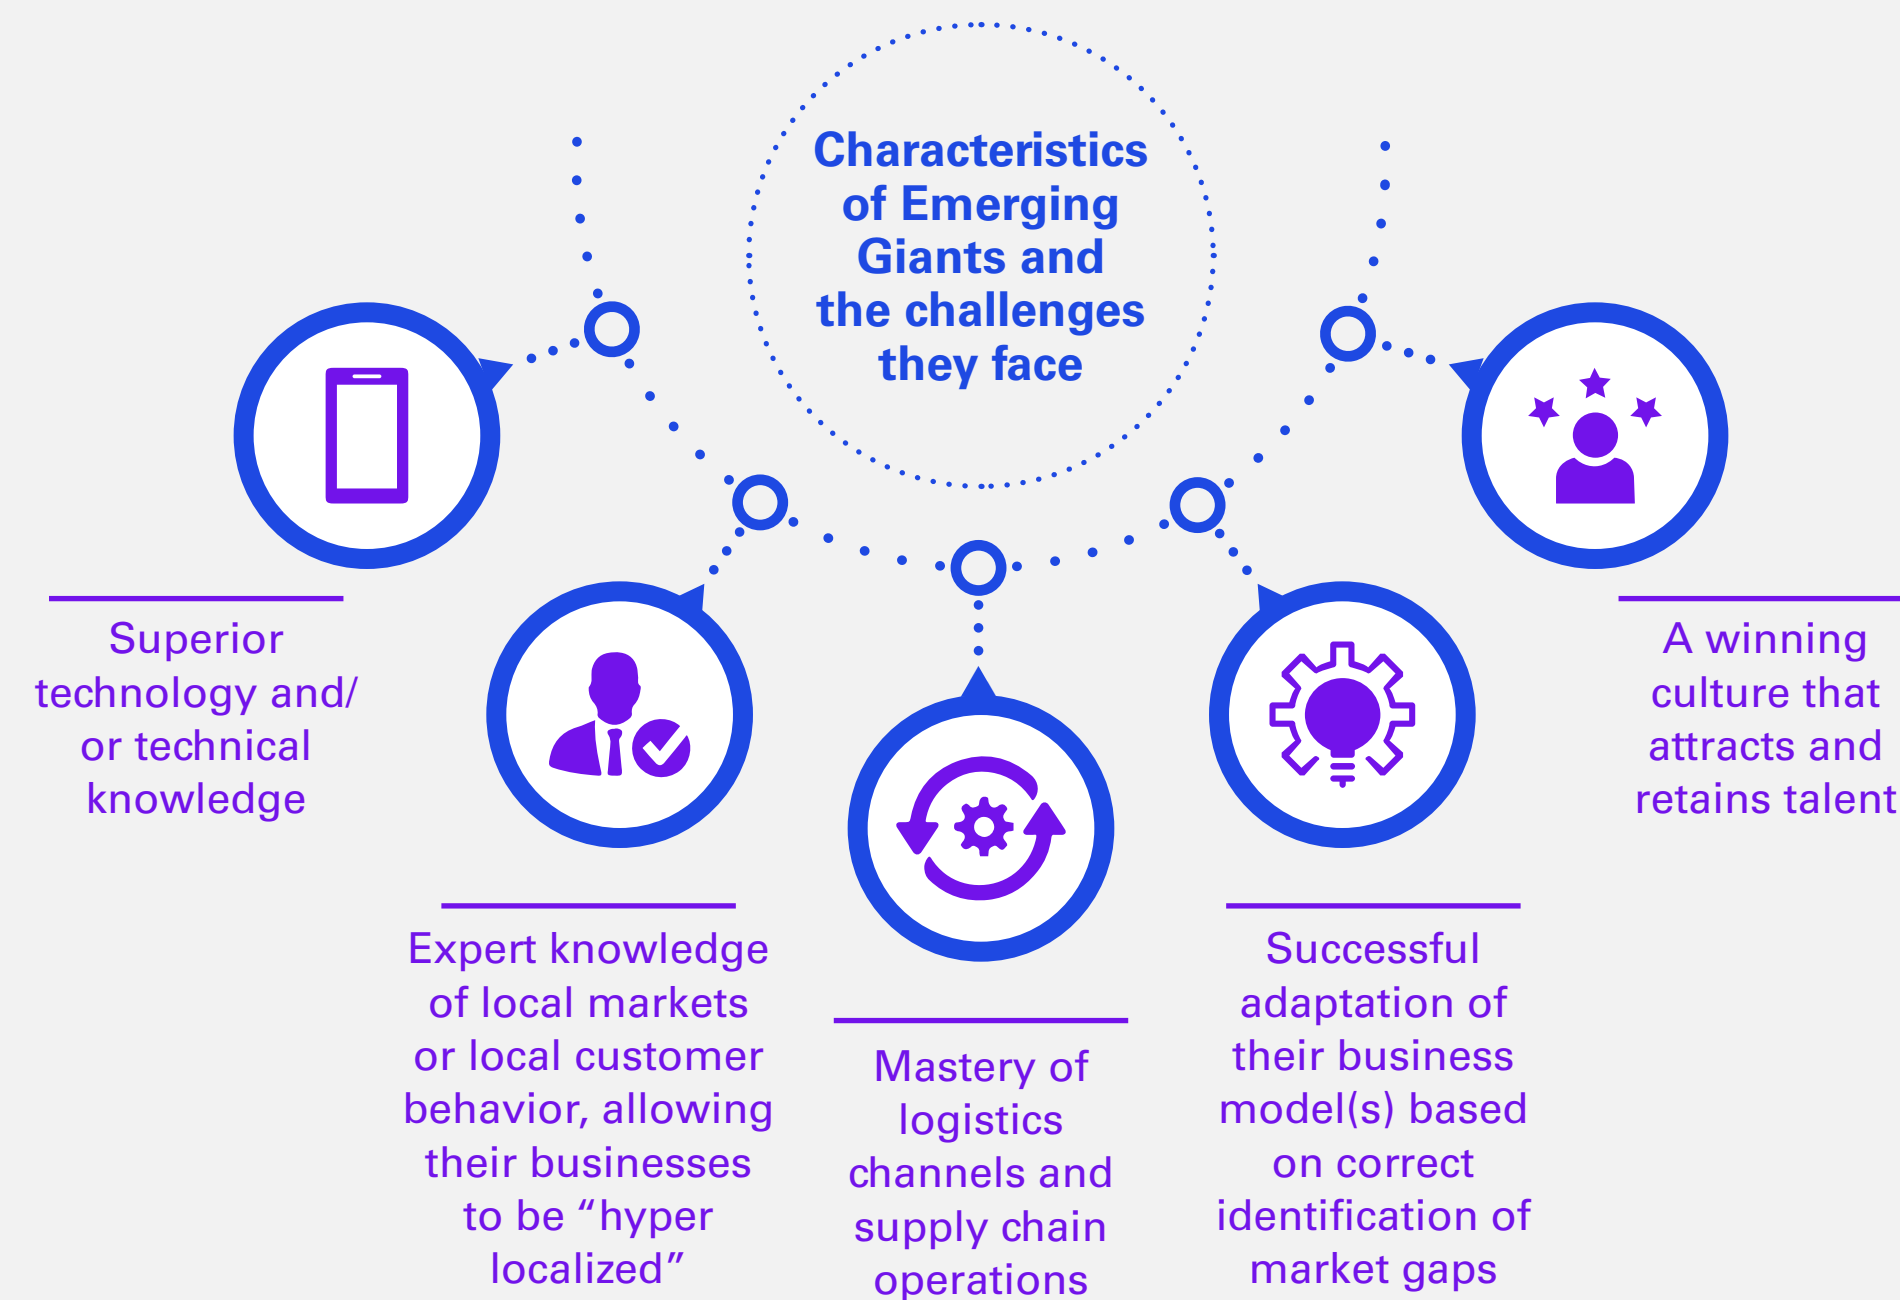 Characteristics
of Emerging
Giants and
the challenges
they face
Superior
technology and/
or technical
knowledge
Expert knowledge
of local markets
or local customer
behavior, allowing
their businesses
to be “hyper
localized”
Mastery of
logistics
channels and
supply chain
operations
Successful
adaptation of
their business
model(s) based
on correct
identification of
market gaps
A winning
culture that
attracts and
retains talent